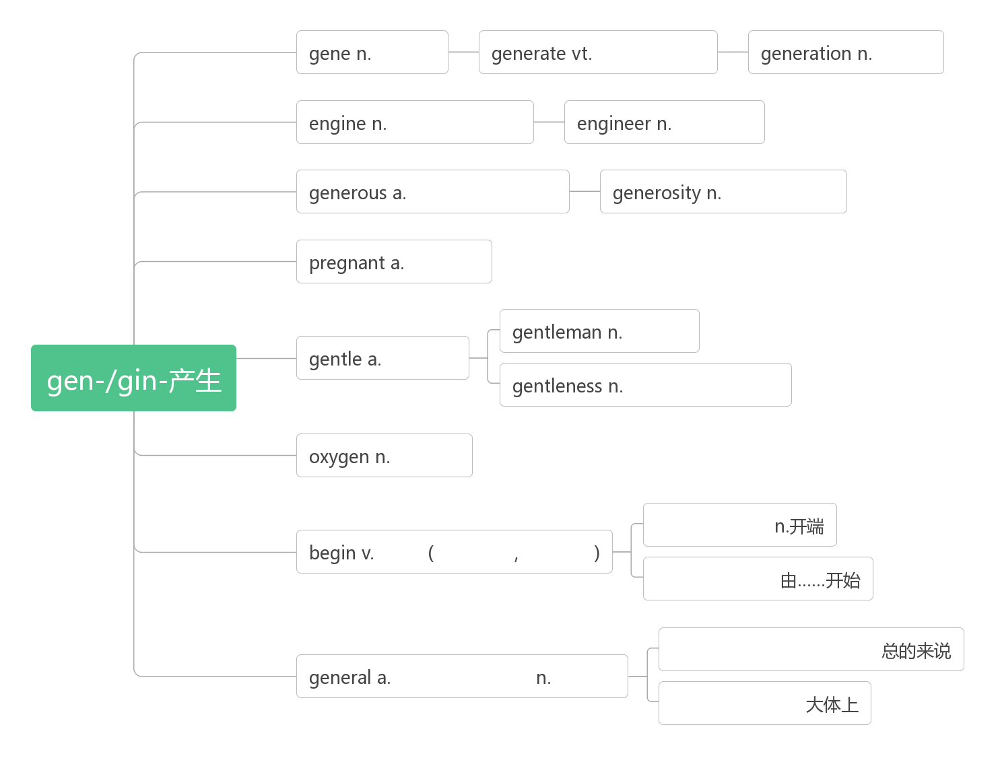 gene n.
generate vt.
generation n.
engine n.
engineer n.
generous a.
generosity n.
pregnant a.
gentle a.
gentleman n.
gentleness n.
gen-/gin-产生
oxygen n.
begin v. ( , )
n.开端
由……开始
general a. n.
总的来说
大体上